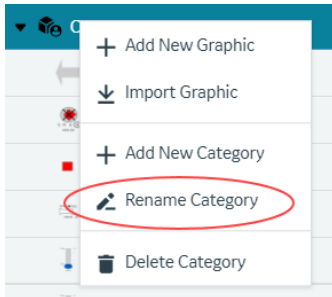 Add New Graphic
Import Graphic
Add New Category
Rename Category
Delete Category